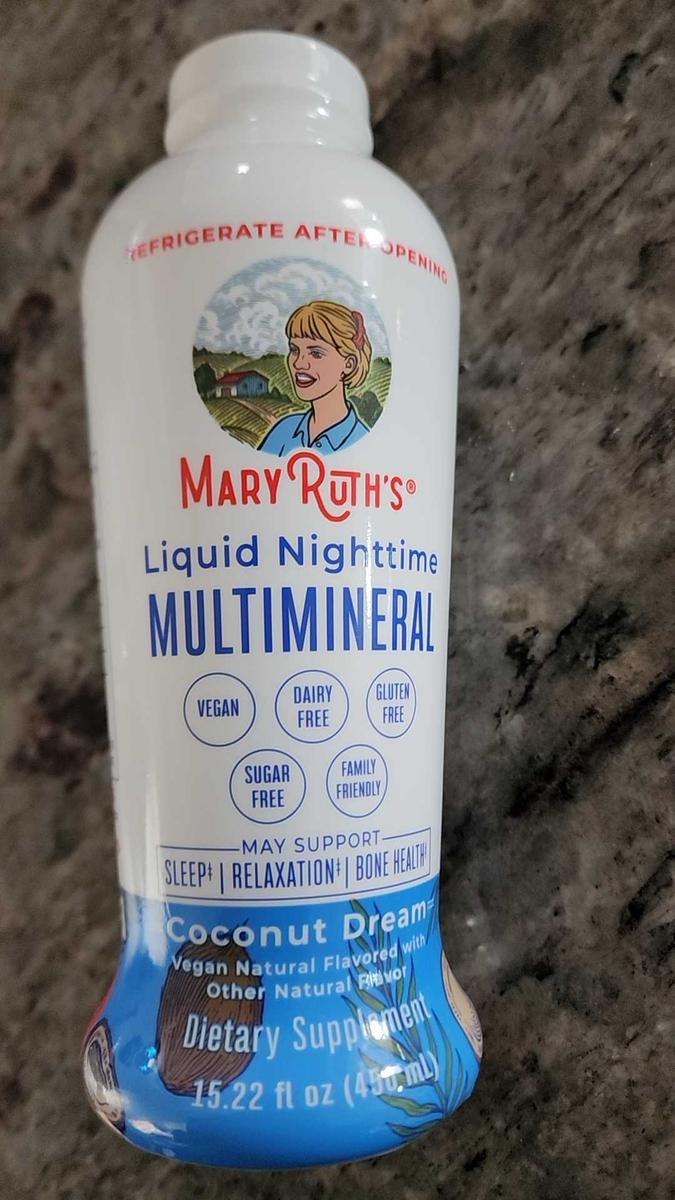 REFRIGERATE AFTER OPENING
MARY RUTH'S®
Liquid Nighttime
MULTIMINERAL
VEGAN
DAIRY
FREE
GLUTEN
FREE
SUGAR
FREE
FAMILY
FRIENDLY
MAY SUPPORT
SLEEP‡ | RELAXATION‡ | BONE HEALTH‡
Coconut Dream
Vegan Natural Flavored with
Other Natural Flavor
Dietary Supplement
15.22 fl oz (450 mL)